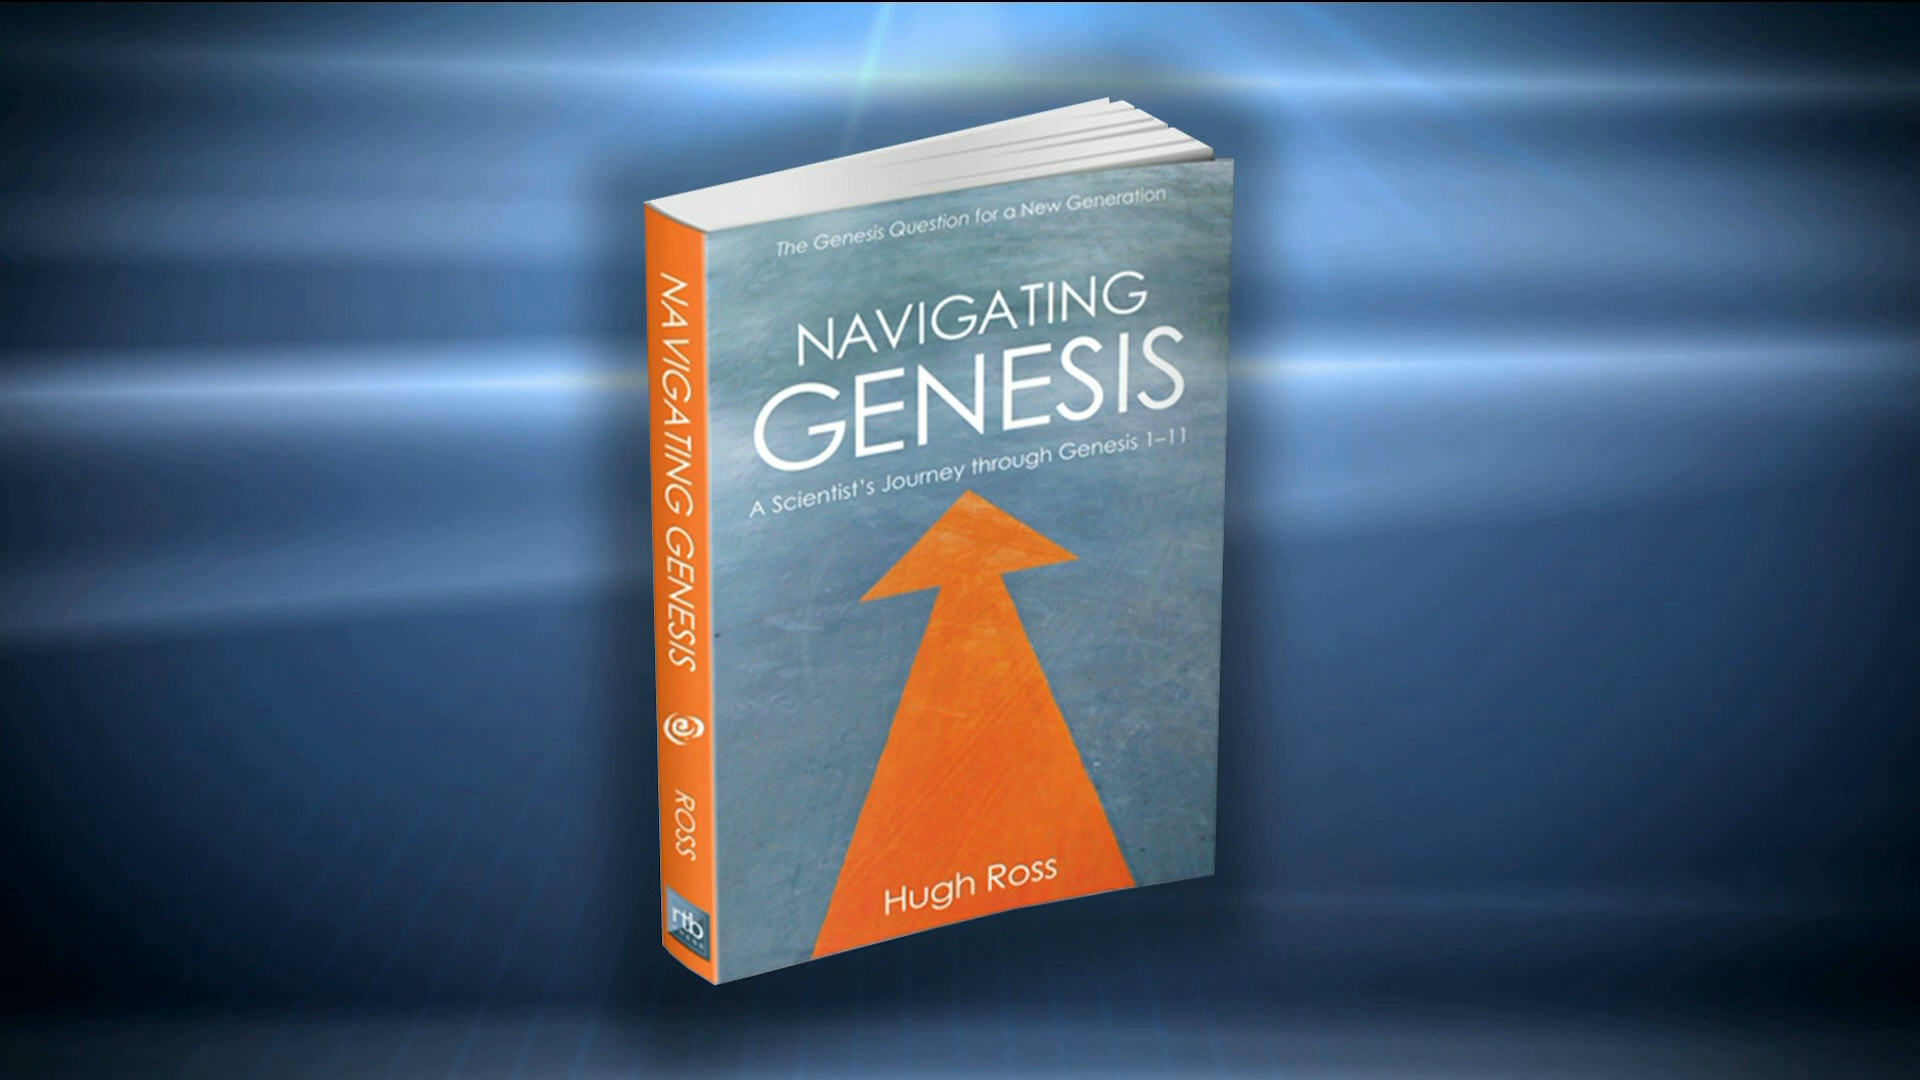 The Genesis Question for a New Generation
NAVIGATING
GENESIS
A Scientist's Journey through Genesis 1–11
Hugh Ross
NAVIGATING GENESIS
ROSS
rtb